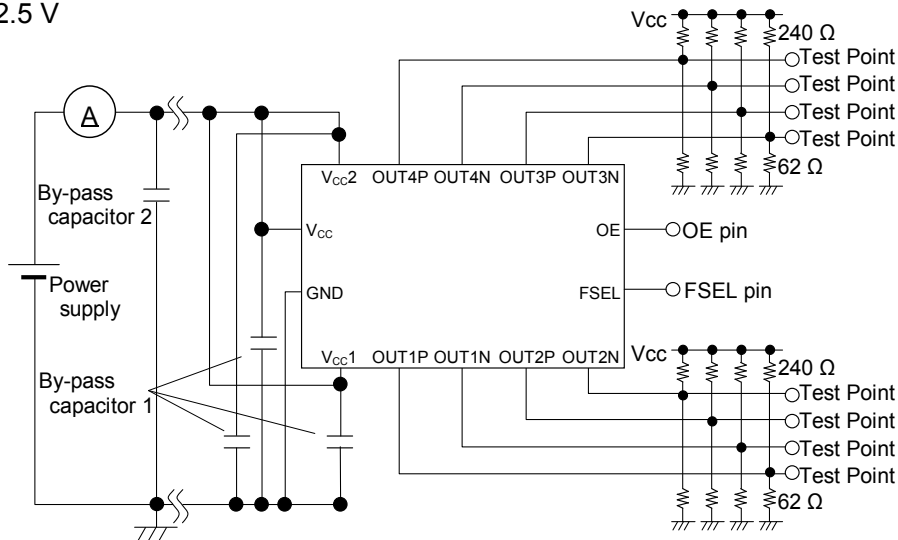 2.5 V
Vcc
240 Ω
Test Point
Test Point
Test Point
Test Point
62 Ω
A
By-pass
capacitor 2
Power
supply
By-pass
capacitor 1
VCC2 OUT4P OUT4N OUT3P OUT3N
VCC
OE
OE pin
GND
FSEL
FSEL pin
VCC1 OUT1P OUT1N OUT2P OUT2N
Vcc
240 Ω
Test Point
Test Point
Test Point
Test Point
62 Ω